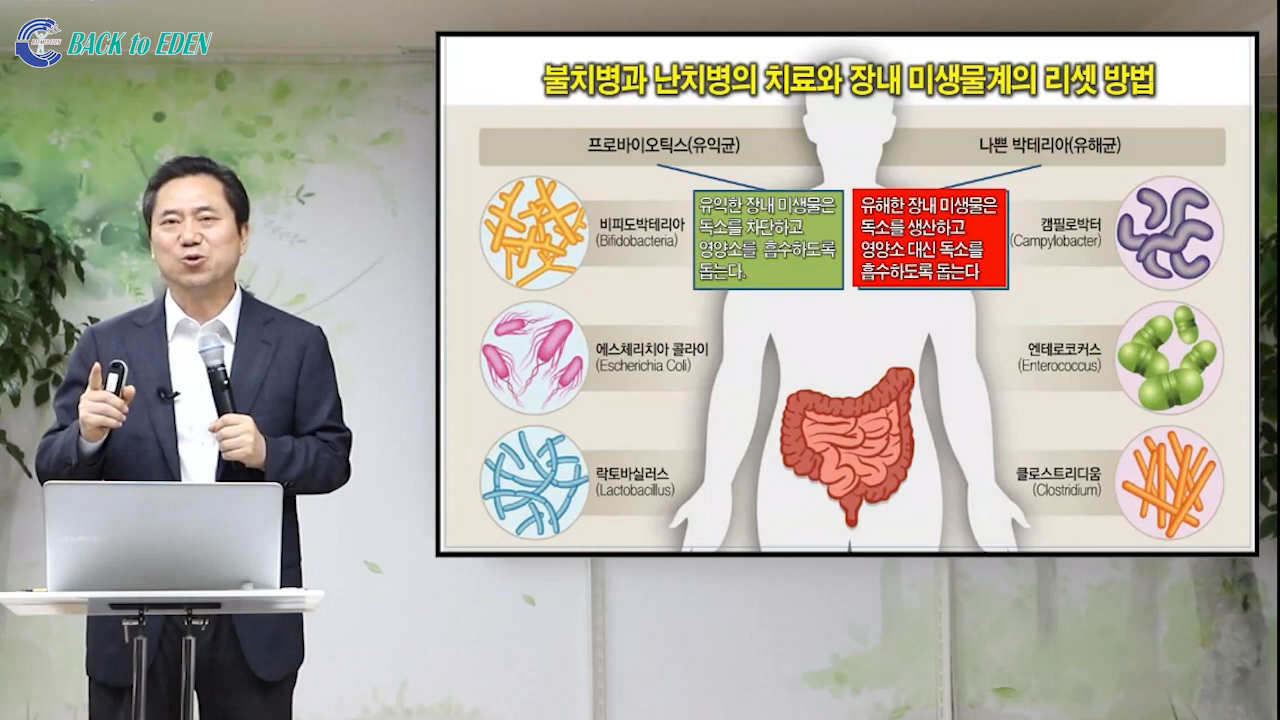 BACK to EDEN
불치병과 난치병의 치료와 장내 미생물계의 리셋 방법
프로바이오틱스(유익균)
나쁜 박테리아(유해균)
유익한 장내 미생물은
독소를 차단하고
영양소를 흡수하도록
돕는다.
유해한 장내 미생물은
독소를 생산하고
영양소 대신 독소를
흡수하도록 돕는다
비피도박테리아
(Bifidobacteria)
캠필로박터
(Campylobacter)
에스체리치아 콜라이
(Escherichia Coli)
엔테로코커스
(Enterococcus)
락토바실러스
(Lactobacillus)
클로스트리디움
(Clostridium)